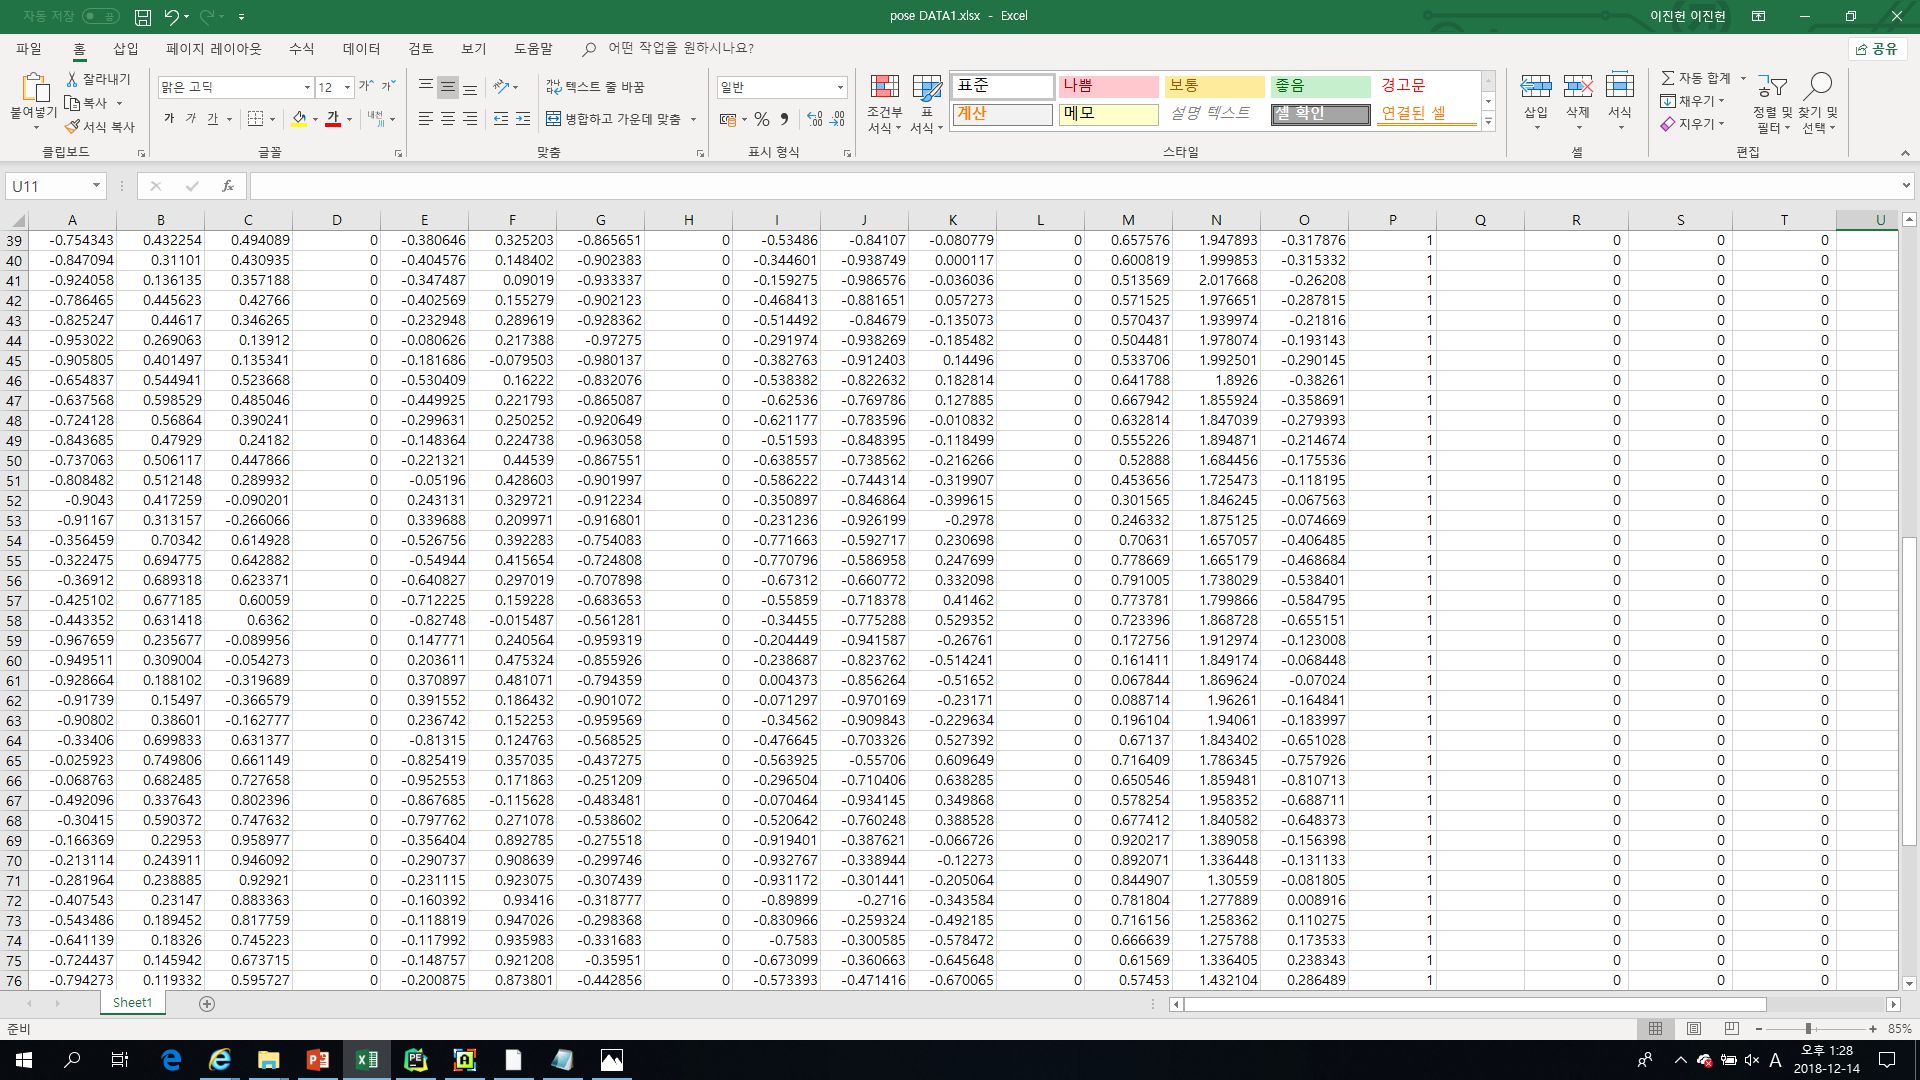 자동 저장 끔 pose DATA1.xlsx - Excel 이진헌 이진헌
파일 홈 삽입 페이지 레이아웃 수식 데이터 검토 보기 도움말 어떤 작업을 원하시나요? 공유
붙여넣기 잘라내기 복사 서식 복사 클립보드
맑은 고딕 12 가 가 가 가 가 가 내천 글꼴
텍스트 줄 바꿈 병합하고 가운데 맞춤 맞춤
일반 % 표시 형식
조건부 서식 표 서식 표준 나쁨 보통 좋음 경고문
계산 메모 설명 텍스트 셀 확인 연결된 셀 스타일
삽입 삭제 서식 셀
자동 합계 채우기 지우기 정렬 및 필터 찾기 및 선택 편집
U11 fx
A B C D E F G H I J K L M N O P Q R S T U
39 -0.754343 0.432254 0.494089 0 -0.380646 0.325203 -0.865651 0 -0.53486 -0.84107 -0.080779 0 0.657576 1.947893 -0.317876 1 0 0 0
40 -0.847094 0.31101 0.430935 0 -0.404576 0.148402 -0.902383 0 -0.344601 -0.938749 0.000117 0 0.600819 1.999853 -0.315332 1 0 0 0
41 -0.924058 0.136135 0.357188 0 -0.347487 0.09019 -0.933337 0 -0.159275 -0.986576 -0.036036 0 0.513569 2.017668 -0.26208 1 0 0 0
42 -0.786465 0.445623 0.42766 0 -0.402569 0.155279 -0.902123 0 -0.468413 -0.881651 0.057273 0 0.571525 1.976651 -0.287815 1 0 0 0
43 -0.825247 0.44617 0.346265 0 -0.232948 0.289619 -0.928362 0 -0.514492 -0.84679 -0.135073 0 0.570437 1.939974 -0.21816 1 0 0 0
44 -0.953022 0.269063 0.13912 0 -0.080626 0.217388 -0.97275 0 -0.291974 -0.938269 -0.185482 0 0.504481 1.978074 -0.193143 1 0 0 0
45 -0.905805 0.401497 0.135341 0 -0.181686 -0.079503 -0.980137 0 -0.382763 -0.912403 0.14496 0 0.533706 1.992501 -0.290145 1 0 0 0
46 -0.654837 0.544941 0.523668 0 -0.530409 0.16222 -0.832076 0 -0.538382 -0.822632 0.182814 0 0.641788 1.8926 -0.38261 1 0 0 0
47 -0.637568 0.598529 0.485046 0 -0.449925 0.221793 -0.865087 0 -0.62536 -0.769786 0.127885 0 0.667942 1.855924 -0.358691 1 0 0 0
48 -0.724128 0.56864 0.390241 0 -0.299631 0.250252 -0.920649 0 -0.621177 -0.783596 -0.010832 0 0.632814 1.847039 -0.279393 1 0 0 0
49 -0.843685 0.47929 0.24182 0 -0.148364 0.224738 -0.963058 0 -0.51593 -0.848395 -0.118499 0 0.555226 1.894871 -0.214674 1 0 0 0
50 -0.737063 0.506117 0.447866 0 -0.221321 0.44539 -0.867551 0 -0.638557 -0.738562 -0.216266 0 0.52888 1.684456 -0.175536 1 0 0 0
51 -0.808482 0.512148 0.289932 0 -0.05196 0.428603 -0.901997 0 -0.586222 -0.744314 -0.319907 0 0.453656 1.725473 -0.118195 1 0 0 0
52 -0.9043 0.417259 -0.090201 0 0.243131 0.329721 -0.912234 0 -0.350897 -0.846864 -0.399615 0 0.301565 1.846245 -0.067563 1 0 0 0
53 -0.91167 0.313157 -0.266066 0 0.339688 0.209971 -0.916801 0 -0.231236 -0.926199 -0.2978 0 0.246332 1.875125 -0.074669 1 0 0 0
54 -0.356459 0.70342 0.614928 0 -0.526756 0.392283 -0.754083 0 -0.771663 -0.592717 0.230698 0 0.70631 1.657057 -0.406485 1 0 0 0
55 -0.322475 0.694775 0.642882 0 -0.54944 0.415654 -0.724808 0 -0.770796 -0.586958 0.247699 0 0.778669 1.665179 -0.468684 1 0 0 0
56 -0.36912 0.689318 0.623371 0 -0.640827 0.297019 -0.707898 0 -0.67312 -0.660772 0.332098 0 0.791005 1.738029 -0.538401 1 0 0 0
57 -0.425102 0.677185 0.60059 0 -0.712225 0.159228 -0.683653 0 -0.55859 -0.718378 0.41462 0 0.773781 1.799866 -0.584795 1 0 0 0
58 -0.443352 0.631418 0.6362 0 -0.82748 -0.015487 -0.561281 0 -0.34455 -0.775288 0.529352 0 0.723396 1.868728 -0.655151 1 0 0 0
59 -0.967659 0.235677 -0.089956 0 0.147771 0.240564 -0.959319 0 -0.204449 -0.941587 -0.26761 0 0.172756 1.912974 -0.123008 1 0 0 0
60 -0.949511 0.309004 -0.054273 0 0.203611 0.475324 -0.855926 0 -0.238687 -0.823762 -0.514241 0 0.161411 1.849174 -0.068448 1 0 0 0
61 -0.928664 0.188102 -0.319689 0 0.370897 0.481071 -0.794359 0 0.004373 -0.856264 -0.51652 0 0.067844 1.869624 -0.07024 1 0 0 0
62 -0.91739 0.15497 -0.366579 0 0.391552 0.186432 -0.901072 0 -0.071297 -0.970169 -0.23171 0 0.088714 1.96261 -0.164841 1 0 0 0
63 -0.90802 0.38601 -0.162777 0 0.236742 0.152253 -0.959569 0 -0.34562 -0.909843 -0.229634 0 0.196104 1.94061 -0.183997 1 0 0 0
64 -0.33406 0.699833 0.631377 0 -0.81315 0.124763 -0.568525 0 -0.476645 -0.703326 0.527392 0 0.67137 1.843402 -0.651028 1 0 0 0
65 -0.025923 0.749806 0.661149 0 -0.825419 0.357035 -0.437275 0 -0.563925 -0.55706 0.609649 0 0.716409 1.786345 -0.757926 1 0 0 0
66 -0.068763 0.682485 0.727658 0 -0.952553 0.171863 -0.251209 0 -0.296504 -0.710406 0.638285 0 0.650546 1.859481 -0.810713 1 0 0 0
67 -0.492096 0.337643 0.802396 0 -0.867685 -0.115628 -0.483481 0 -0.070464 -0.934145 0.349868 0 0.578254 1.958352 -0.688711 1 0 0 0
68 -0.30415 0.590372 0.747632 0 -0.797762 0.271078 -0.538602 0 -0.520642 -0.760248 0.388528 0 0.677412 1.840582 -0.648373 1 0 0 0
69 -0.166369 0.22953 0.958977 0 -0.356404 0.892785 -0.275518 0 -0.919401 -0.387621 -0.066726 0 0.920217 1.389058 -0.156398 1 0 0 0
70 -0.213114 0.243911 0.946092 0 -0.290737 0.908639 -0.299746 0 -0.932767 -0.338944 -0.12273 0 0.892071 1.336448 -0.131133 1 0 0 0
71 -0.281964 0.238885 0.92921 0 -0.231115 0.923075 -0.307439 0 -0.931172 -0.301441 -0.205064 0 0.844907 1.30559 -0.081805 1 0 0 0
72 -0.407543 0.23147 0.883363 0 -0.160392 0.93416 -0.318777 0 -0.89899 -0.2716 -0.343584 0 0.781804 1.277889 0.008916 1 0 0 0
73 -0.543486 0.189452 0.817759 0 -0.118819 0.947026 -0.298368 0 -0.830966 -0.259324 -0.492185 0 0.716156 1.258362 0.110275 1 0 0 0
74 -0.641139 0.18326 0.745223 0 -0.117992 0.935983 -0.331683 0 -0.7583 -0.300585 -0.578472 0 0.666639 1.275788 0.173533 1 0 0 0
75 -0.724437 0.145942 0.673715 0 -0.148757 0.921208 -0.35951 0 -0.673099 -0.360663 -0.645648 0 0.61569 1.336405 0.238343 1 0 0 0
76 -0.794273 0.119332 0.595727 0 -0.200875 0.873801 -0.442856 0 -0.573393 -0.471416 -0.670065 0 0.57453 1.432104 0.286489 1 0 0 0
Sheet1
준비 85%
A 오후 1:28
2018-12-14